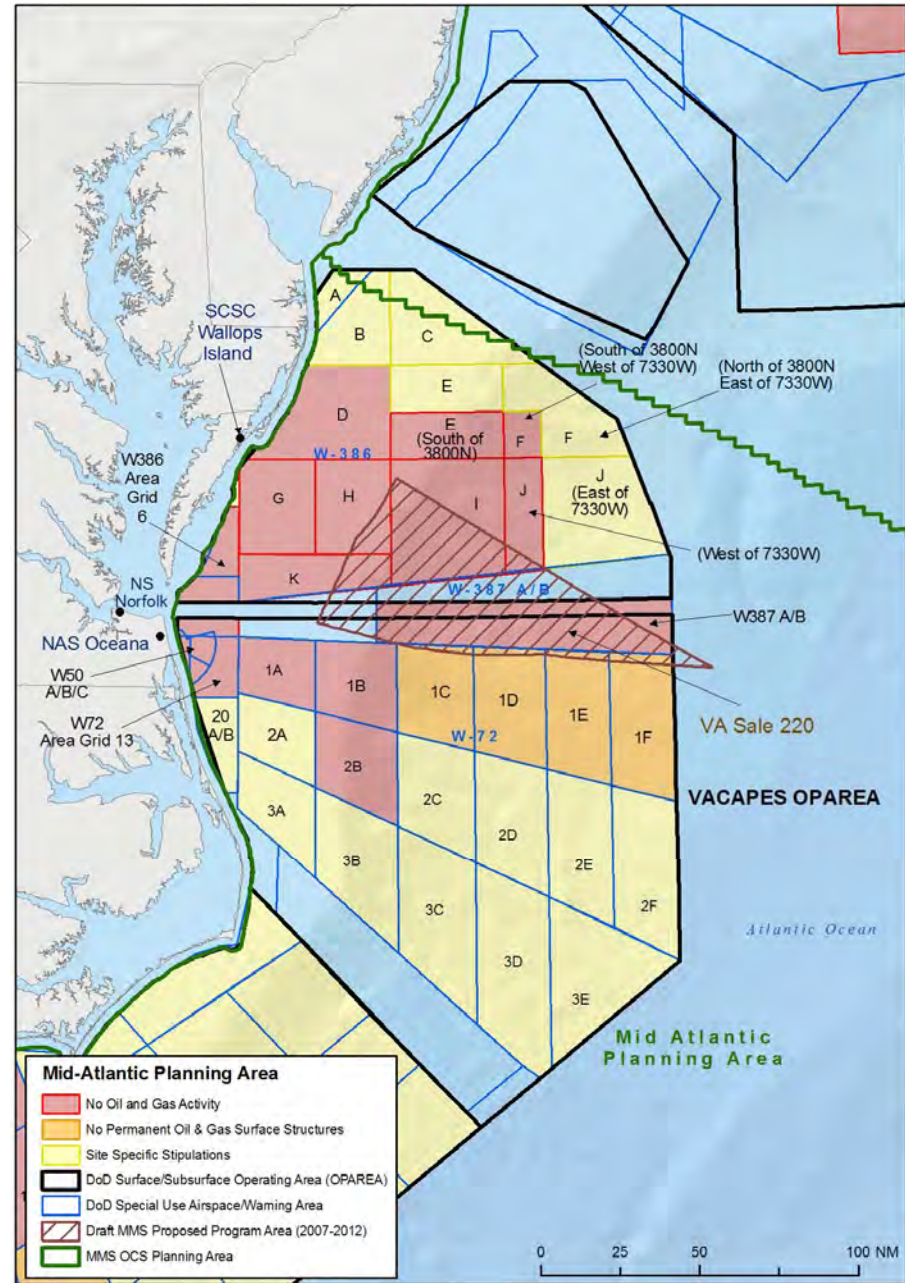 A
B
C
SCSC
Wallops
Island
(South of 3800N
West of 7330W)
(North of 3800N
East of 7330W)
E
D
E
(South of
3800N)
F
F
W-386
W386
Area
Grid
6
G
H
I
J
J
(East of
7330W)
(West of 7330W)
K
W-387 A/B
NS
Norfolk
W387 A/B
NAS Oceana
W50
A/B/C
1A
1B
1C
1D
1E
1F
VA Sale 220
W72
Area Grid 13
20
A/B
2A
W-72
2B
VACAPES OPAREA
2C
3A
2D
3B
2E
3C
2F
Atlantic Ocean
3D
3E
Mid Atlantic
Planning Area
Mid-Atlantic Planning Area
No Oil and Gas Activity
No Permanent Oil & Gas Surface Structures
Site Specific Stipulations
DoD Surface/Subsurface Operating Area (OPAREA)
DoD Special Use Airspace/Warning Area
Draft MMS Proposed Program Area (2007-2012)
MMS OCS Planning Area
0 25 50 100 NM